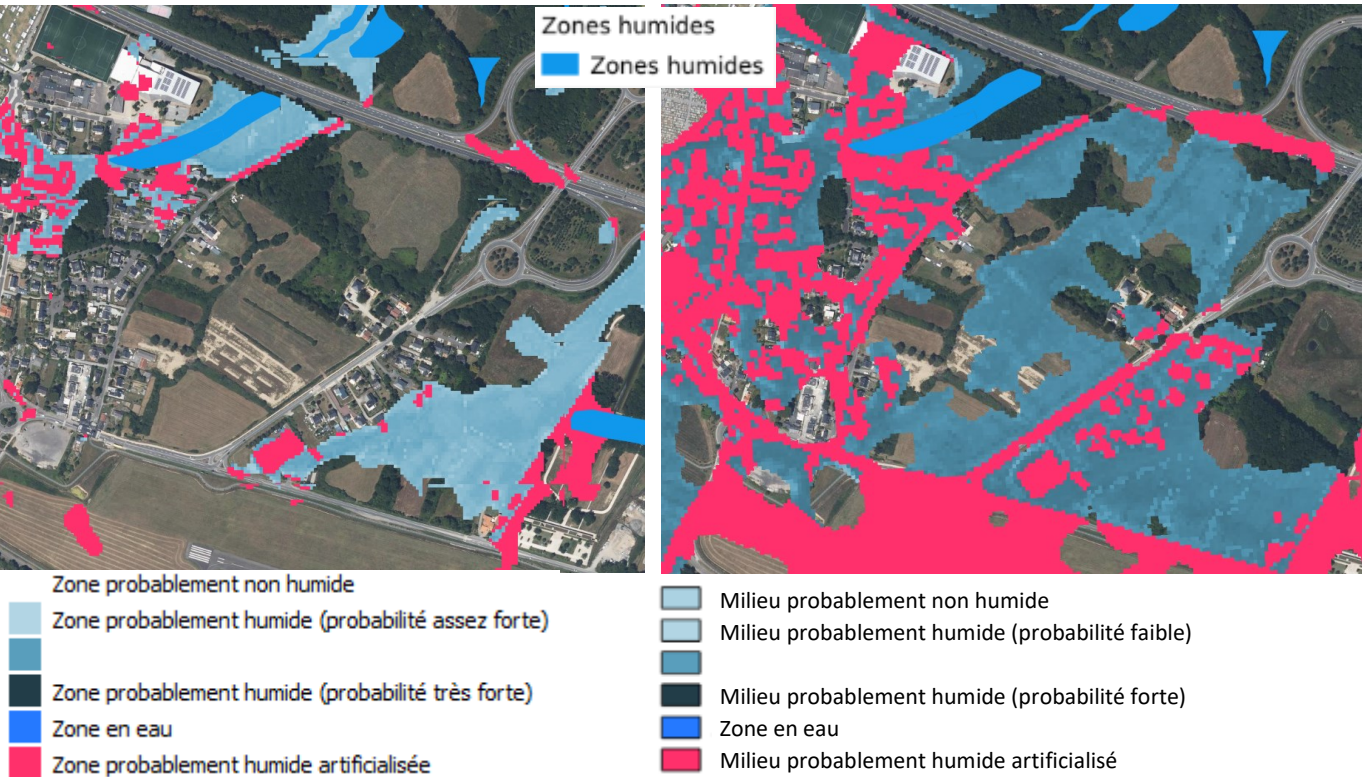 Zones humides
Zones humides
Zone probablement non humide
Zone probablement humide (probabilité assez forte)
Zone probablement humide (probabilité très forte)
Zone en eau
Zone probablement humide artificialisée
Milieu probablement non humide
Milieu probablement humide (probabilité faible)
Milieu probablement humide (probabilité forte)
Zone en eau
Milieu probablement humide artificialisé